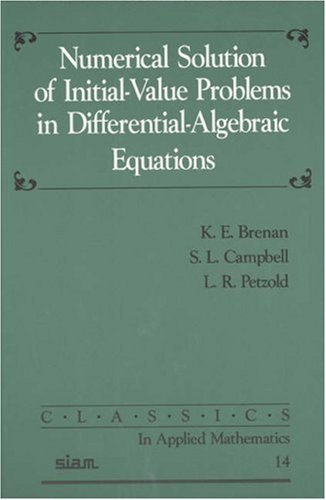 Numerical Solution
of Initial-Value Problems
in Differential-Algebraic
Equations
K. E. Brenan
S. L. Campbell
L. R. Petzold
C·L·A·S·S·I·C·S
In Applied Mathematics
siam 14